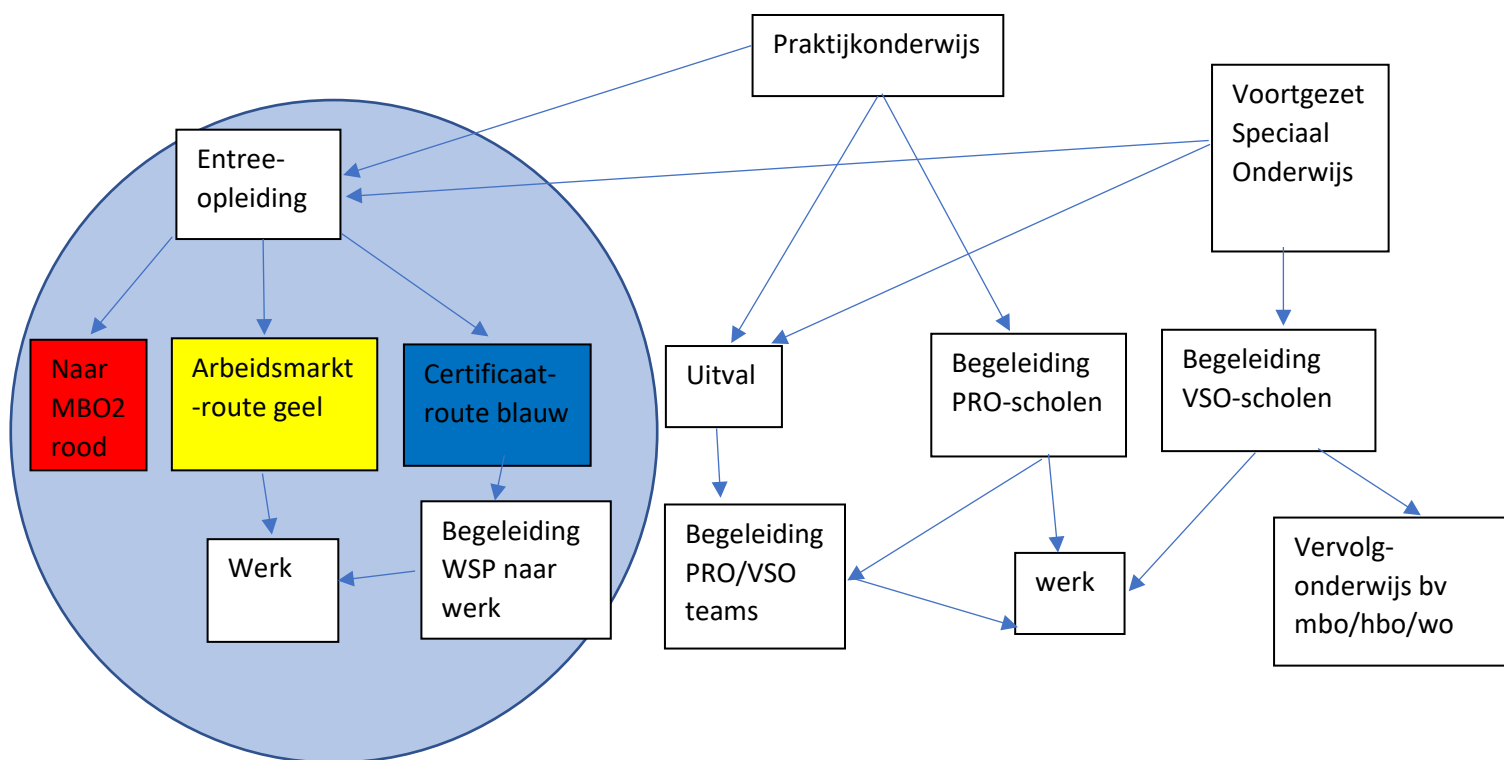 Praktijkonderwijs
Voortgezet
Speciaal
Onderwijs
Entree-
opleiding
Naar
MBO2
rood
Arbeidsmarkt
-route geel
Certificaat-
route blauw
Uitval
Begeleiding
PRO-scholen
Begeleiding
VSO-scholen
Werk
Begeleiding
WSP naar
werk
Begeleiding
PRO/VSO
teams
werk
Vervolg-
onderwijs bv
mbo/hbo/wo